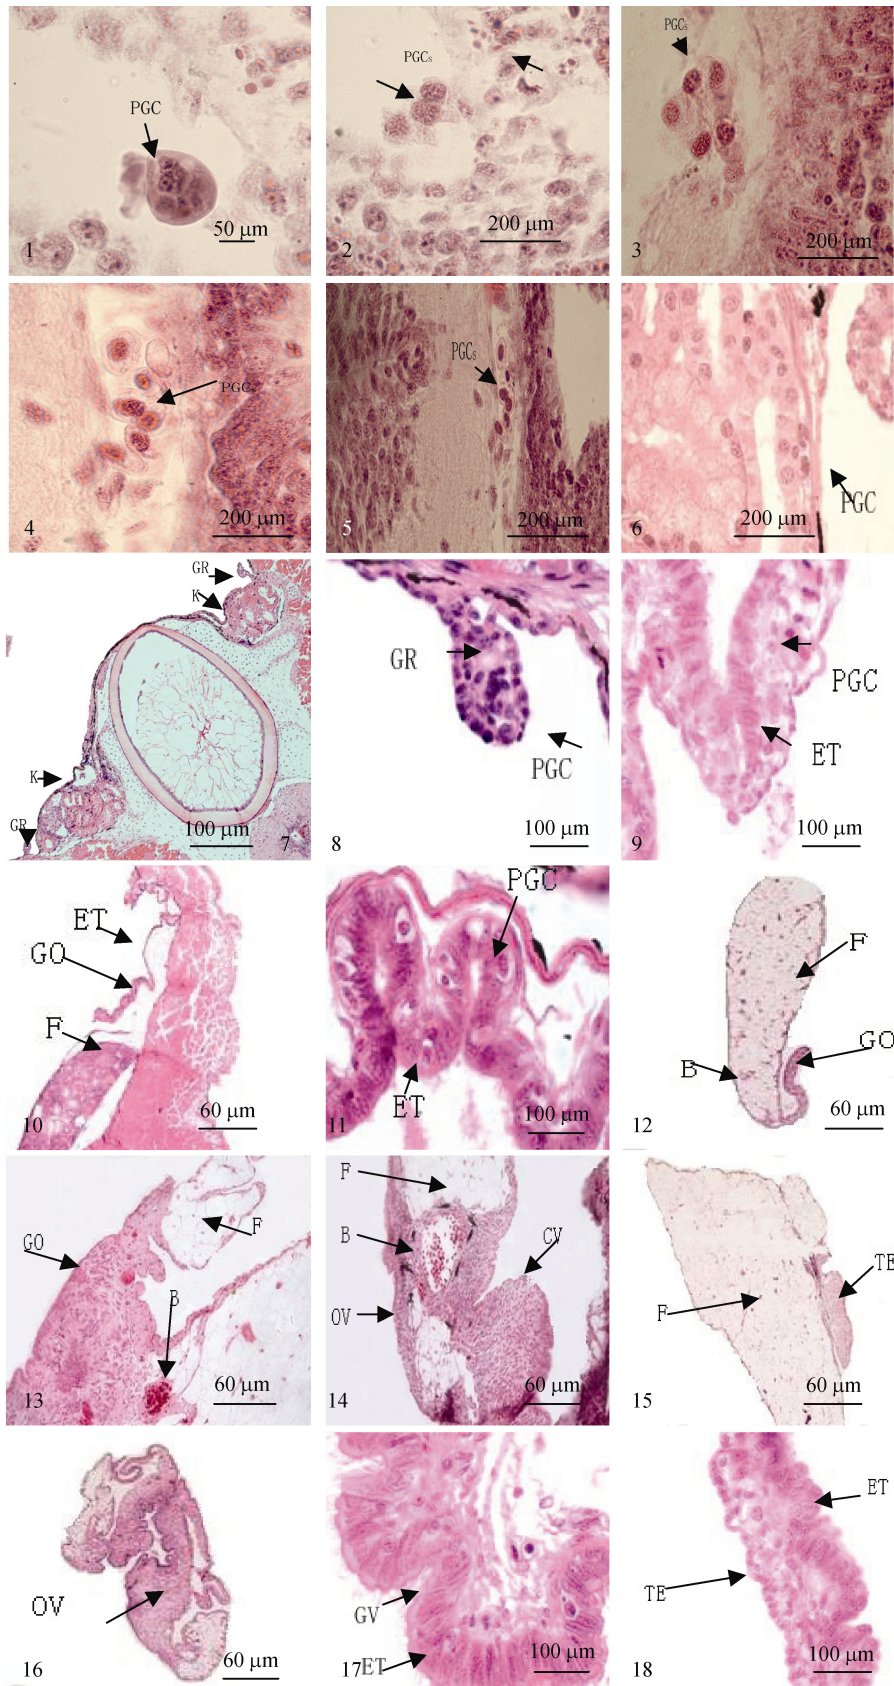 PGC
50 μm
1
PGCs
200 μm
2
PGCs
200 μm
3
PGC
200 μm
4
PGCs
5
200 μm
PGC
200 μm
6
GR
K
K
GR
100 μm
7
GR
PGC
100 μm
8
PGC
ET
100 μm
9
ET
GO
F
60 μm
10
PGC
ET
100 μm
11
F
GO
B
60 μm
12
F
GO
B
60 μm
13
F
B
CV
OV
60 μm
14
TE
F
60 μm
15
OV
60 μm
16
GV
17 ET
100 μm
ET
TE
100 μm
18